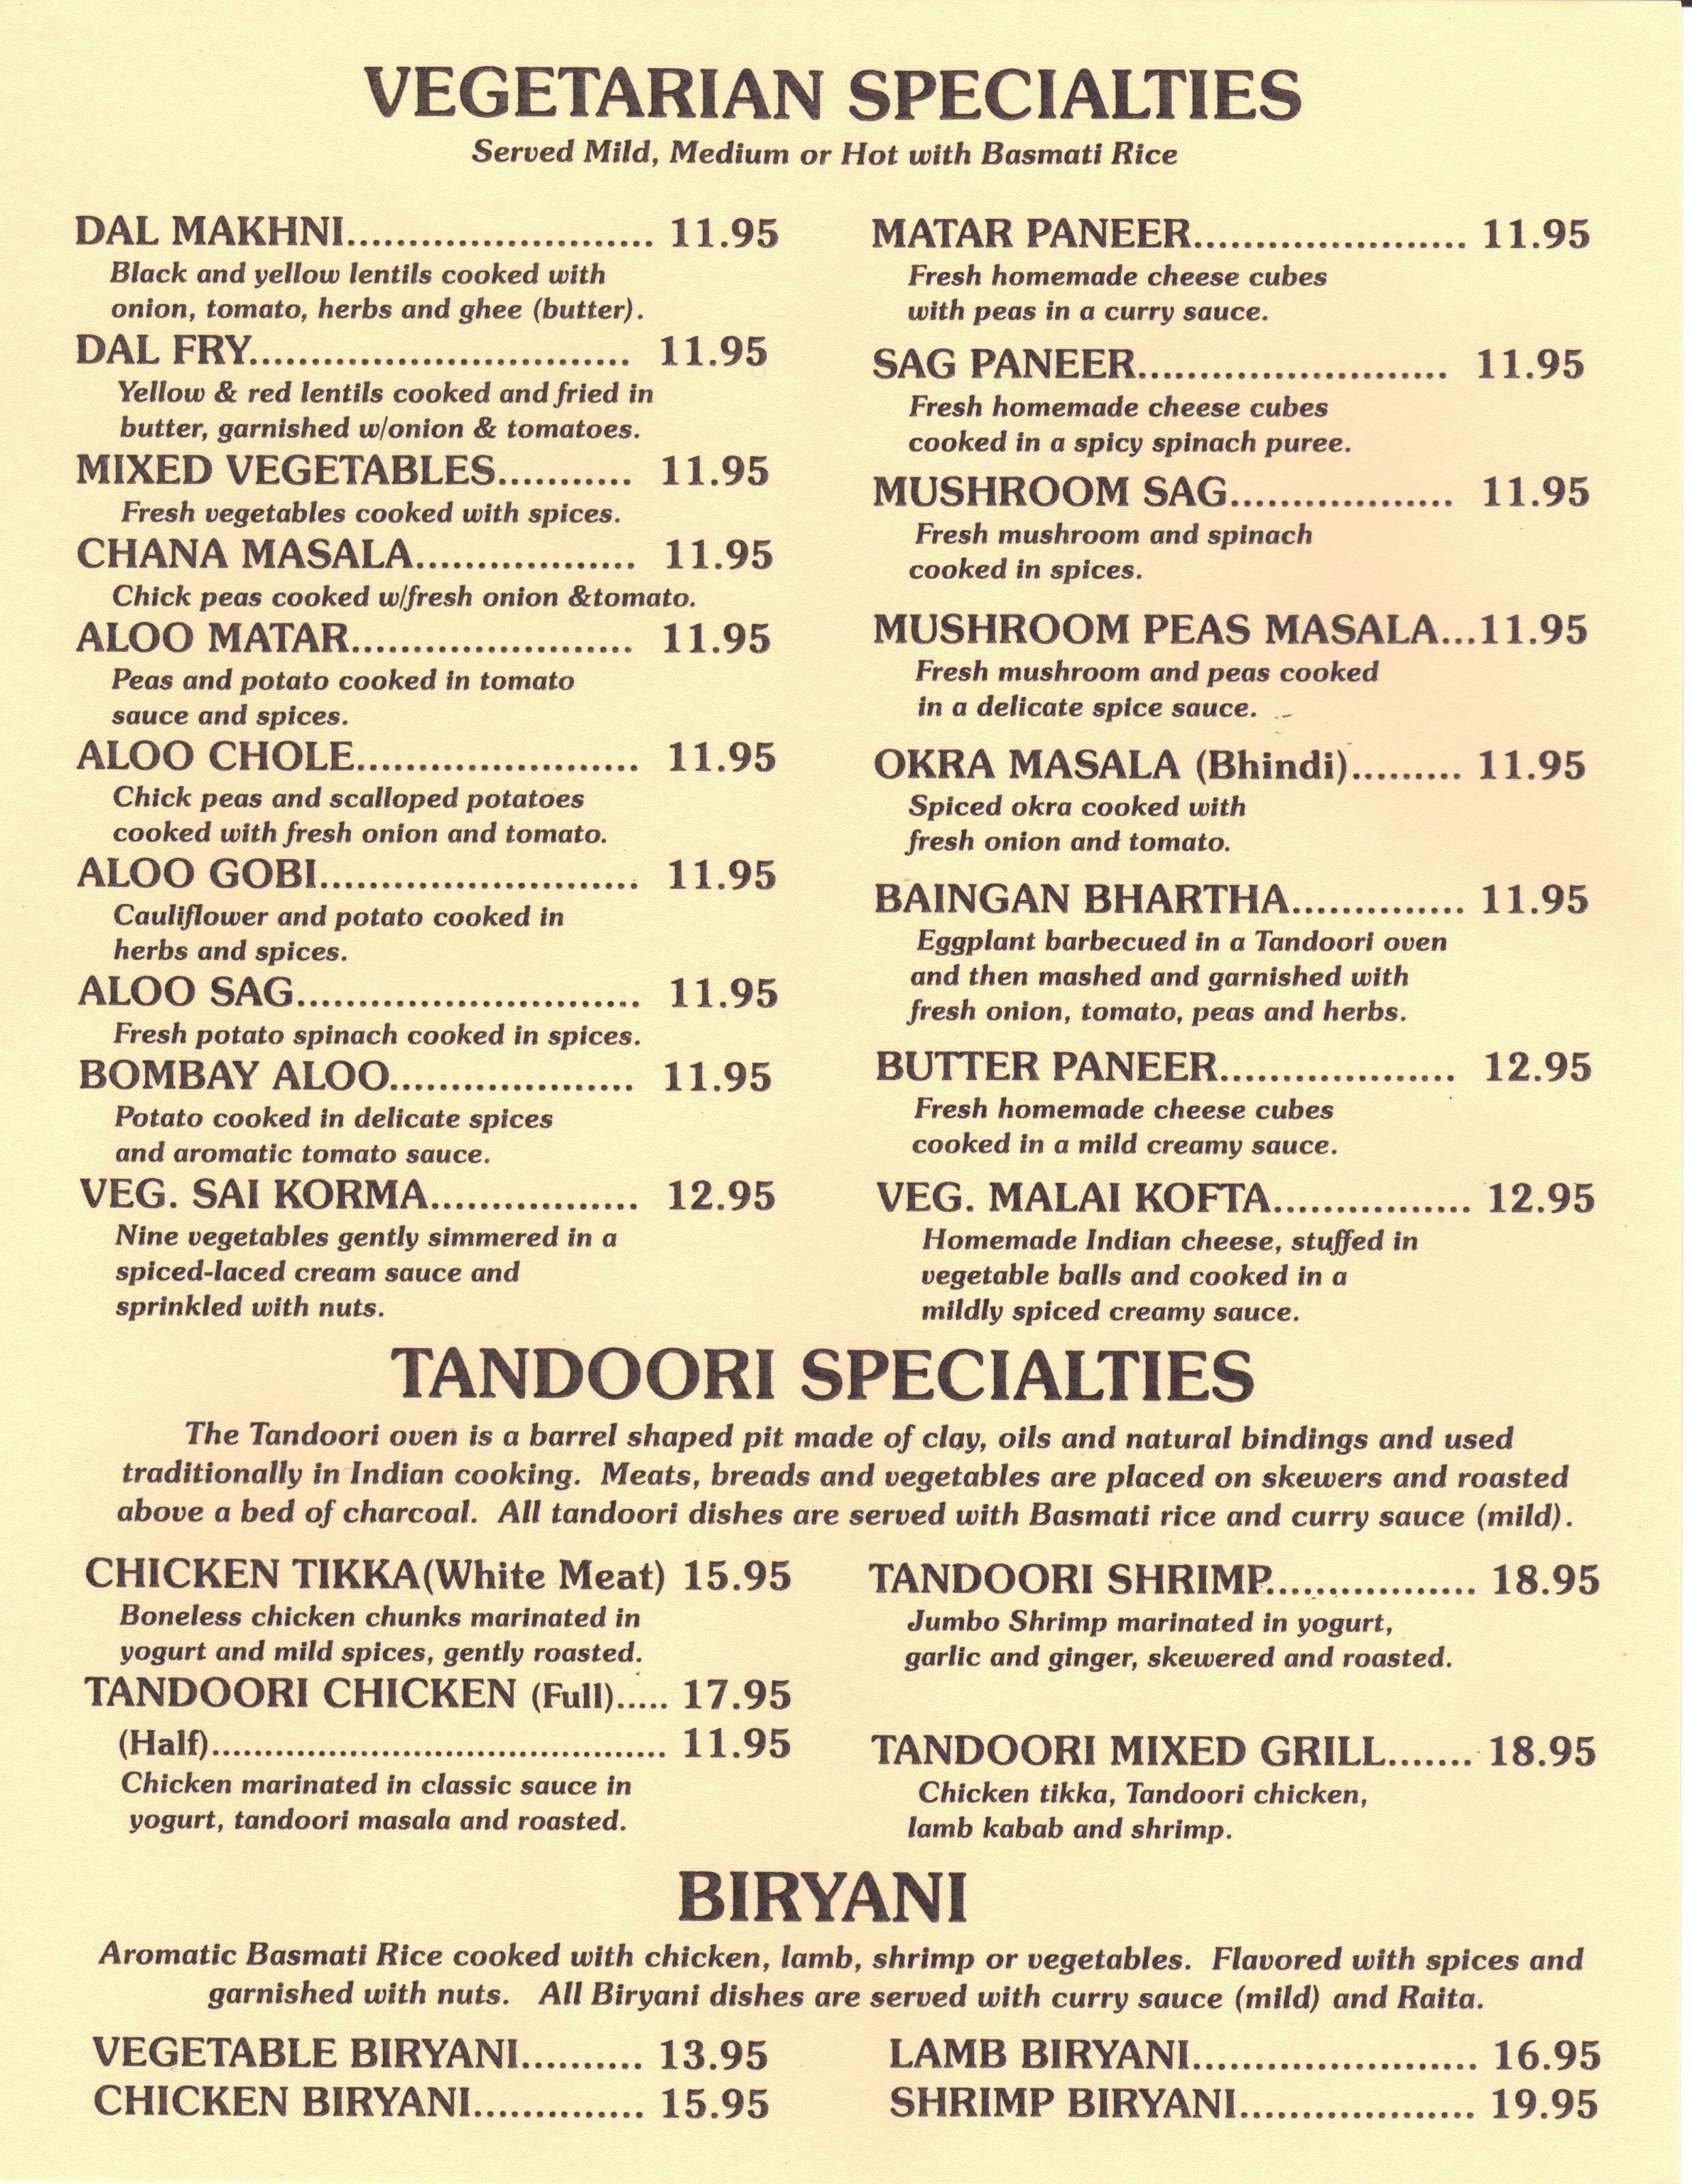 VEGETARIAN SPECIALTIES
Served Mild, Medium or Hot with Basmati Rice
DAL MAKHNI......................... 11.95
Black and yellow lentils cooked with
onion, tomato, herbs and ghee (butter).
DAL FRY............................... 11.95
Yellow & red lentils cooked and fried in
butter, garnished w/onion & tomatoes.
MIXED VEGETABLES........... 11.95
Fresh vegetables cooked with spices.
CHANA MASALA.................. 11.95
Chick peas cooked w/fresh onion &tomato.
ALOO MATAR....................... 11.95
Peas and potato cooked in tomato
sauce and spices.
ALOO CHOLE....................... 11.95
Chick peas and scalloped potatoes
cooked with fresh onion and tomato.
ALOO GOBI.......................... 11.95
Cauliflower and potato cooked in
herbs and spices.
ALOO SAG............................ 11.95
Fresh potato spinach cooked in spices.
BOMBAY ALOO.................... 11.95
Potato cooked in delicate spices
and aromatic tomato sauce.
VEG. SAI KORMA................. 12.95
Nine vegetables gently simmered in a
spiced-laced cream sauce and
sprinkled with nuts.
MATAR PANEER...................... 11.95
Fresh homemade cheese cubes
with peas in a curry sauce.
SAG PANEER......................... 11.95
Fresh homemade cheese cubes
cooked in a spicy spinach puree.
MUSHROOM SAG.................. 11.95
Fresh mushroom and spinach
cooked in spices.
MUSHROOM PEAS MASALA...11.95
Fresh mushroom and peas cooked
in a delicate spice sauce.
OKRA MASALA (Bhindi)......... 11.95
Spiced okra cooked with
fresh onion and tomato.
BAINGAN BHARTHA.............. 11.95
Eggplant barbecued in a Tandoori oven
and then mashed and garnished with
fresh onion, tomato, peas and herbs.
BUTTER PANEER................... 12.95
Fresh homemade cheese cubes
cooked in a mild creamy sauce.
VEG. MALAI KOFTA................ 12.95
Homemade Indian cheese, stuffed in
vegetable balls and cooked in a
mildly spiced creamy sauce.
TANDOORI SPECIALTIES
The Tandoori oven is a barrel shaped pit made of clay, oils and natural bindings and used
traditionally in Indian cooking. Meats, breads and vegetables are placed on skewers and roasted
above a bed of charcoal. All tandoori dishes are served with Basmati rice and curry sauce (mild).
CHICKEN TIKKA(White Meat) 15.95
Boneless chicken chunks marinated in
yogurt and mild spices, gently roasted.
TANDOORI CHICKEN (Full)..... 17.95
(Half)........................................... 11.95
Chicken marinated in classic sauce in
yogurt, tandoori masala and roasted.
TANDOORI SHRIMP................. 18.95
Jumbo Shrimp marinated in yogurt,
garlic and ginger, skewered and roasted.
TANDOORI MIXED GRILL....... 18.95
Chicken tikka, Tandoori chicken,
lamb kabab and shrimp.
BIRYANI
Aromatic Basmati Rice cooked with chicken, lamb, shrimp or vegetables. Flavored with spices and
garnished with nuts. All Biryani dishes are served with curry sauce (mild) and Raita.
VEGETABLE BIRYANI.......... 13.95
CHICKEN BIRYANI.............. 15.95
LAMB BIRYANI....................... 16.95
SHRIMP BIRYANI................... 19.95